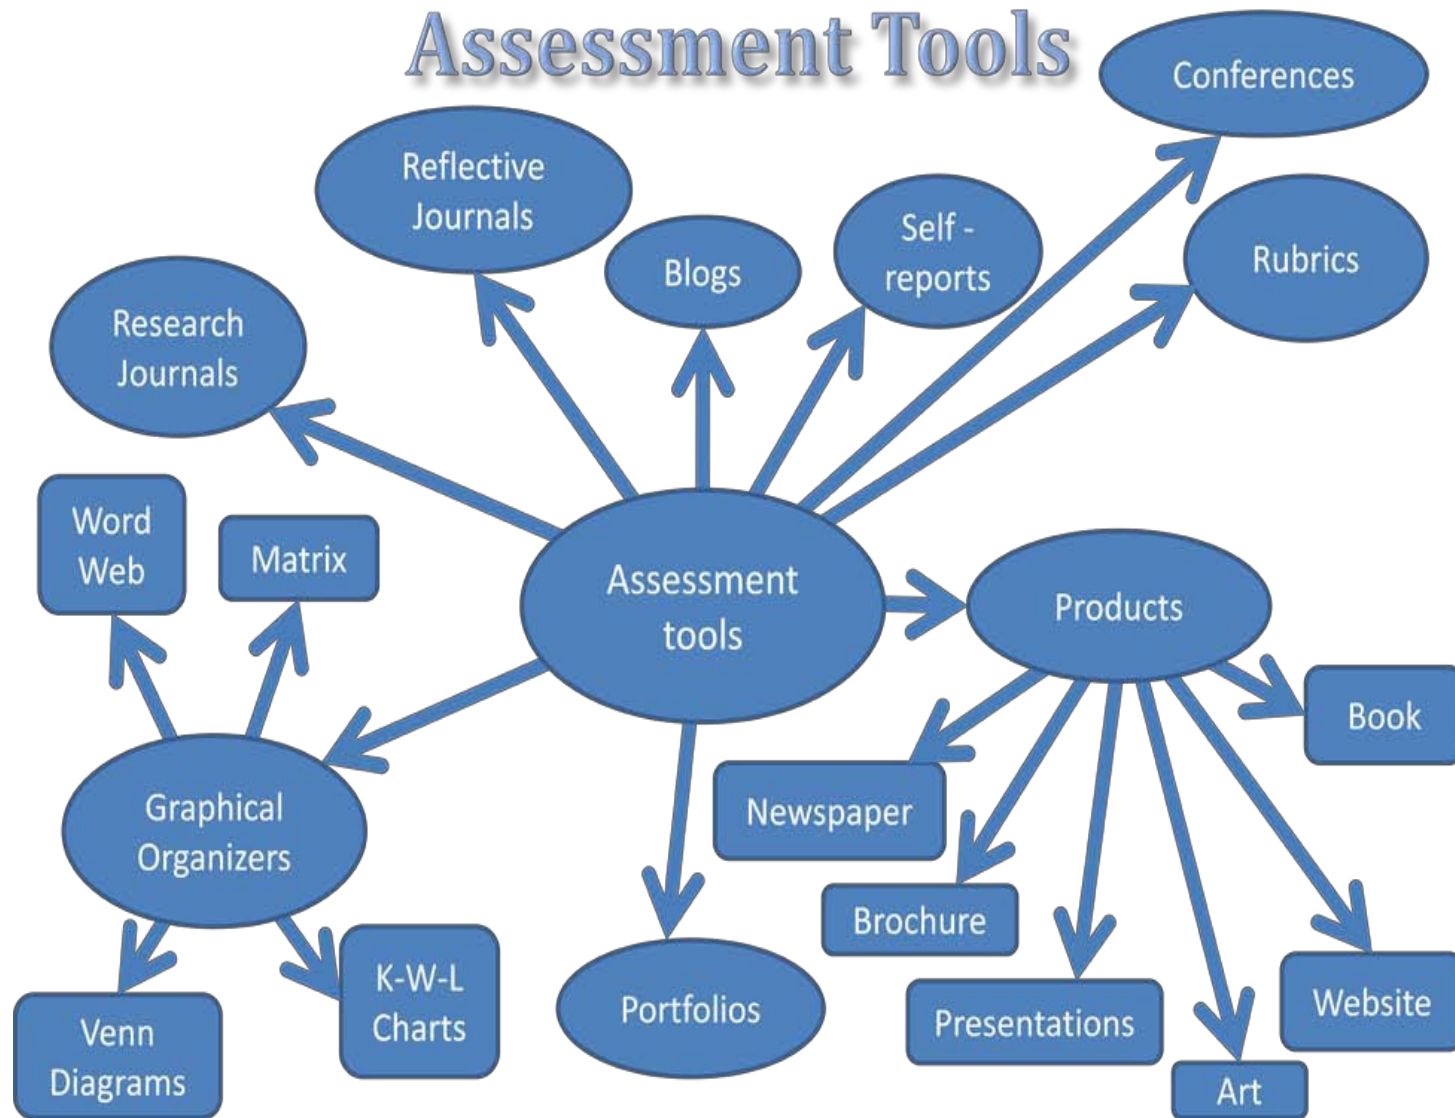 Assessment Tools
Conferences
Reflective
Journals
Self -
reports
Blogs
Rubrics
Research
Journals
Word
Web
Matrix
Assessment
tools
Products
Book
Graphical
Organizers
Newspaper
Brochure
K-W-L
Charts
Portfolios
Presentations
Website
Venn
Diagrams
Art